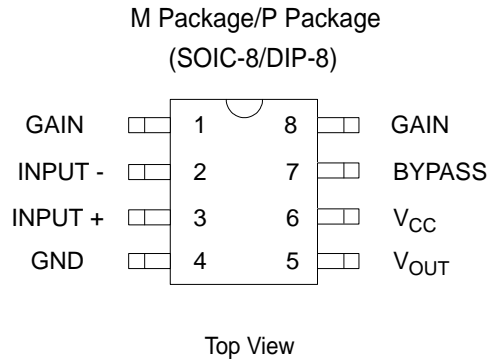 M Package/P Package
(SOIC-8/DIP-8)
GAIN 1 8 GAIN
INPUT - 2 7 BYPASS
INPUT + 3 6 VCC
GND 4 5 VOUT
Top View